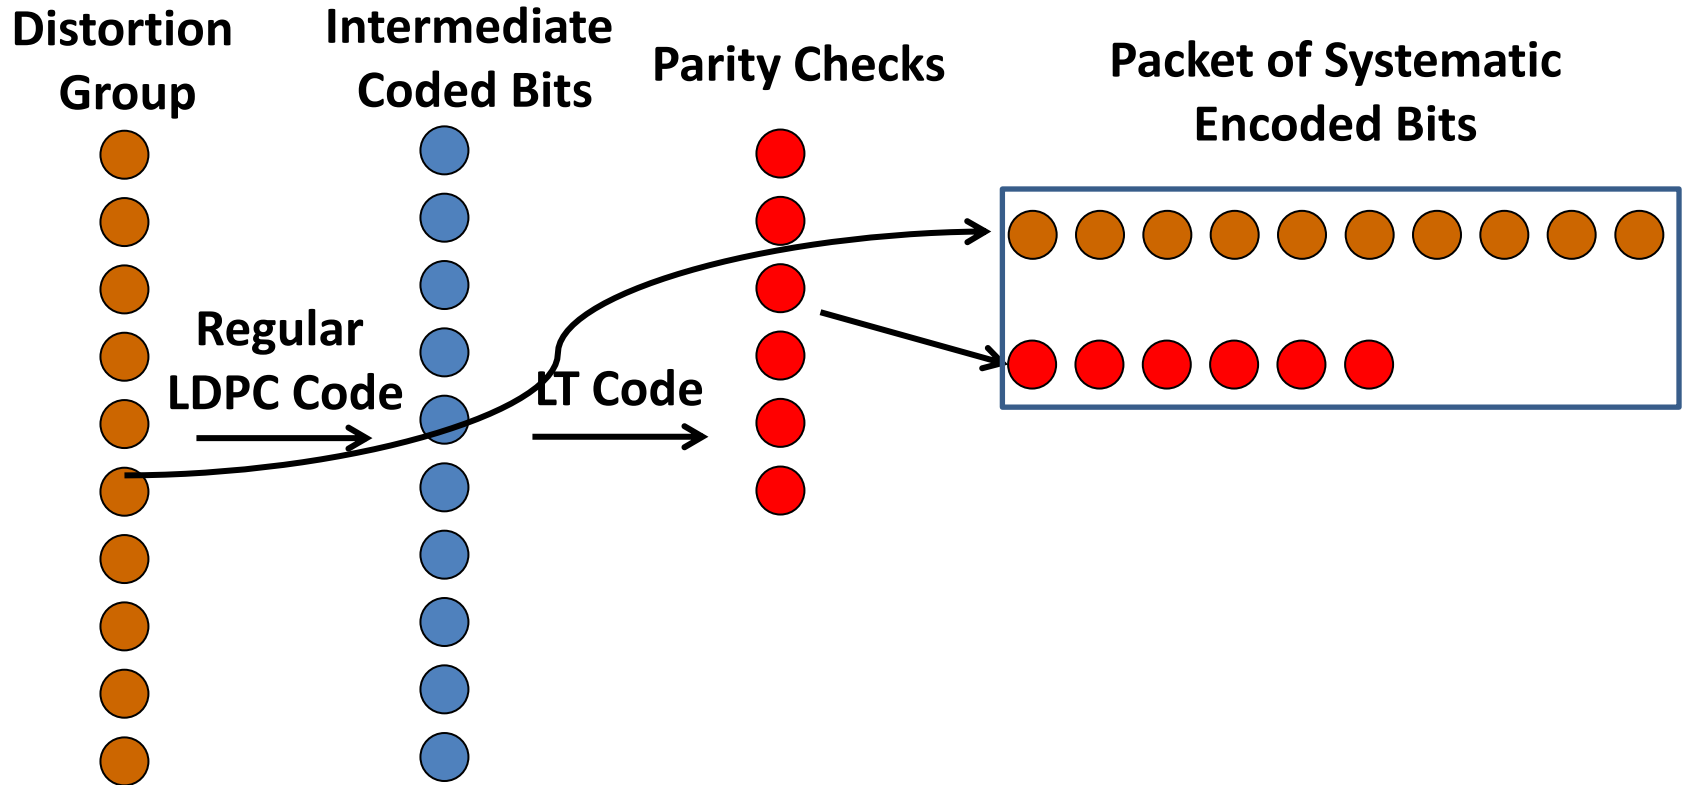 Distortion
Group
Intermediate
Coded Bits
Parity Checks
Packet of Systematic
Encoded Bits
Regular
LDPC Code
LT Code